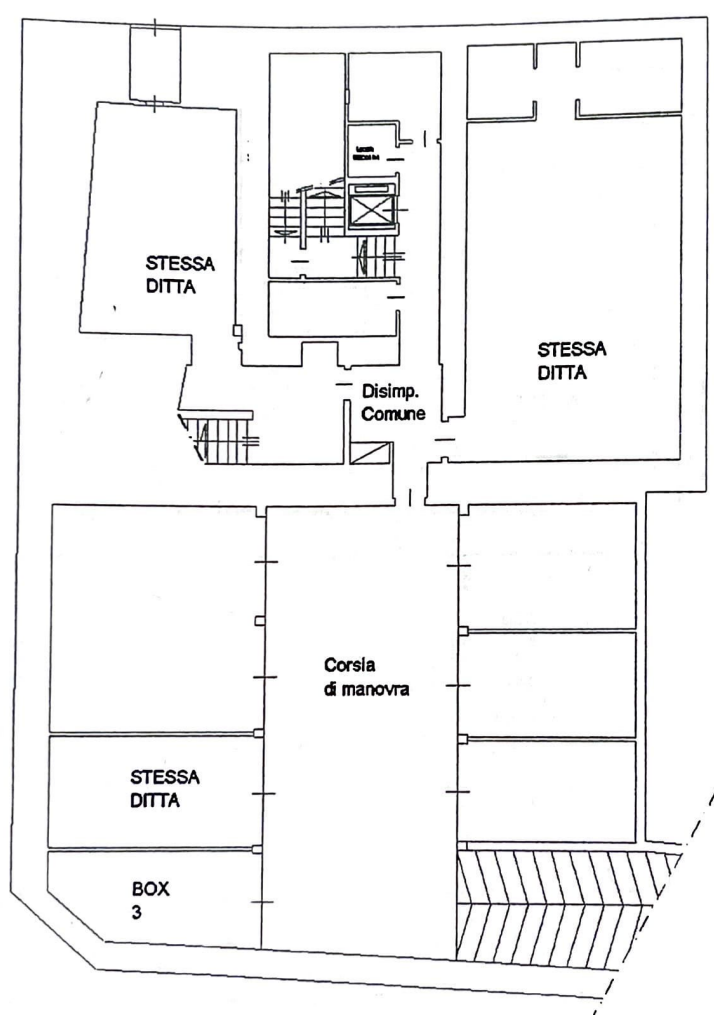 STESSA
DITTA
STESSA
DITTA
Disimp.
Comune
Corsia
di manovra
STESSA
DITTA
BOX
3